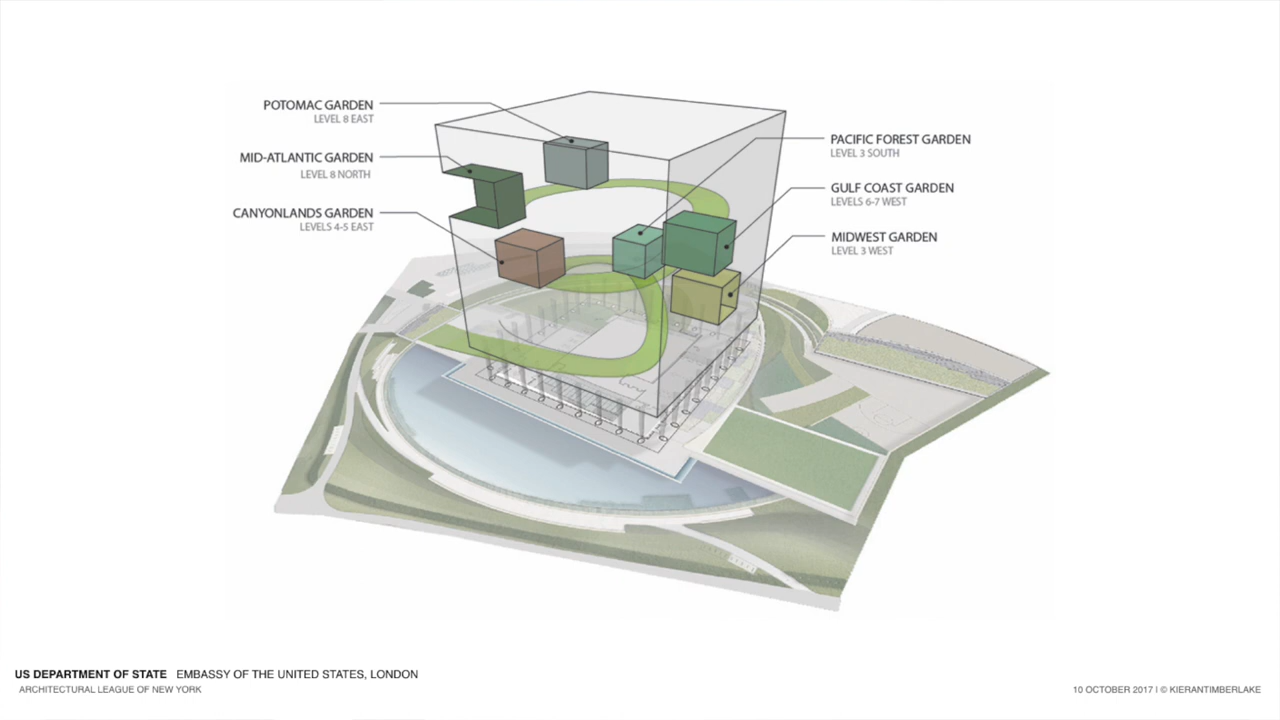 POTOMAC GARDEN
LEVEL 8 EAST
MID-ATLANTIC GARDEN
LEVEL 8 NORTH
CANYONLANDS GARDEN
LEVELS 4-5 EAST
PACIFIC FOREST GARDEN
LEVEL 3 SOUTH
GULF COAST GARDEN
LEVELS 6-7 WEST
MIDWEST GARDEN
LEVEL 3 WEST
US DEPARTMENT OF STATE EMBASSY OF THE UNITED STATES, LONDON
ARCHITECTURAL LEAGUE OF NEW YORK
10 OCTOBER 2017 I © KIERANTIMBERLAKE